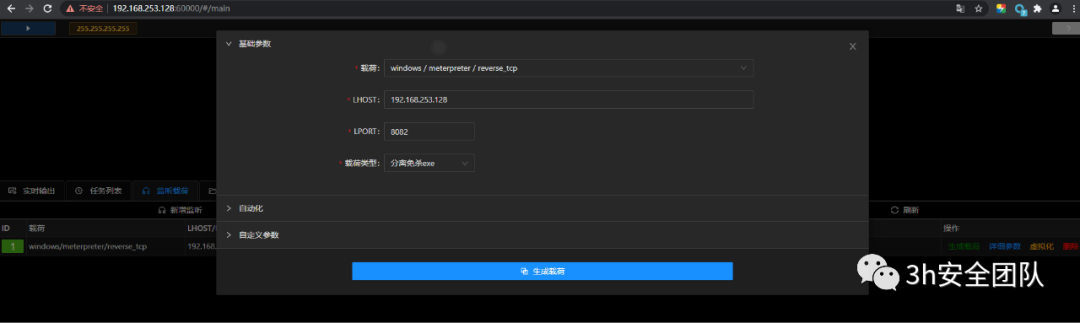 不安全 | 192.168.253.128:60000/#/main
255.255.255.255
基础参数
* 载荷: windows / meterpreter / reverse_tcp
* LHOST: 192.168.253.128
* LPORT: 8082
* 载荷类型: 分离免杀exe
实时输出 任务列表 监听载荷
自动化
新增监听 刷新
ID 载荷 LHOST/ 操作
自定义参数
1 windows/meterpreter/reverse_tcp 192.168. 生成载荷 详细参数 虚拟化 删除
生成载荷
3h安全团队